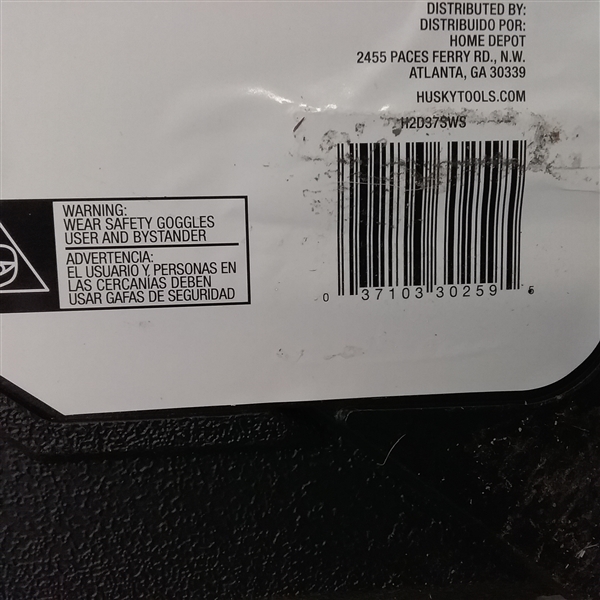 DISTRIBUTED BY:
DISTRIBUIDO POR:
HOME DEPOT
2455 PACES FERRY RD., N.W.
ATLANTA, GA 30339
HUSKYTOOLS.COM
H2D37SWS
WARNING:
WEAR SAFETY GOGGLES
USER AND BYSTANDER
ADVERTENCIA:
EL USUARIO Y PERSONAS EN
LAS CERCANÍAS DEBEN
USAR GAFAS DE SEGURIDAD
0 37103 30259 5